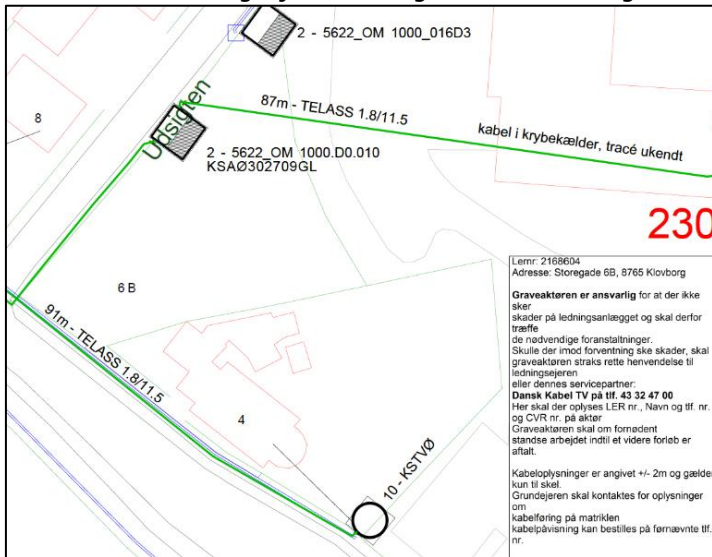 2 - 5622_OM 1000_016D3
87m - TELASS 1.8/11.5
kabel i krybekælder, tracé ukendt
Udsigten
8
2 - 5622_OM 1000.D0.010
KSAØ302709GL
230
6 B
91m - TELASS 1.8/11.5
4
10 - KSTVØ
Lernr: 2168604
Adresse: Storegade 6B, 8765 Klovborg
Graveaktøren er ansvarlig for at der ikke
sker
skader på ledningsanlægget og skal derfor
træffe
de nødvendige foranstaltninger.
Skulle der imod forventning ske skader, skal
graveaktøren straks rette henvendelse til
ledningsejeren
eller dennes servicepartner:
Dansk Kabel TV på tlf. 43 32 47 00
Her skal der oplyses LER nr., Navn og tlf. nr.
og CVR nr. på aktør
Graveaktøren skal om fornødent
standse arbejdet indtil et videre forløb er
aftalt.
Kabeloplysninger er angivet +/- 2m og gælder
kun til skel.
Grundejeren skal kontaktes for oplysninger
om
kabelføring på matriklen
kabelpåvisning kan bestilles på førnævnte tlf.
nr.